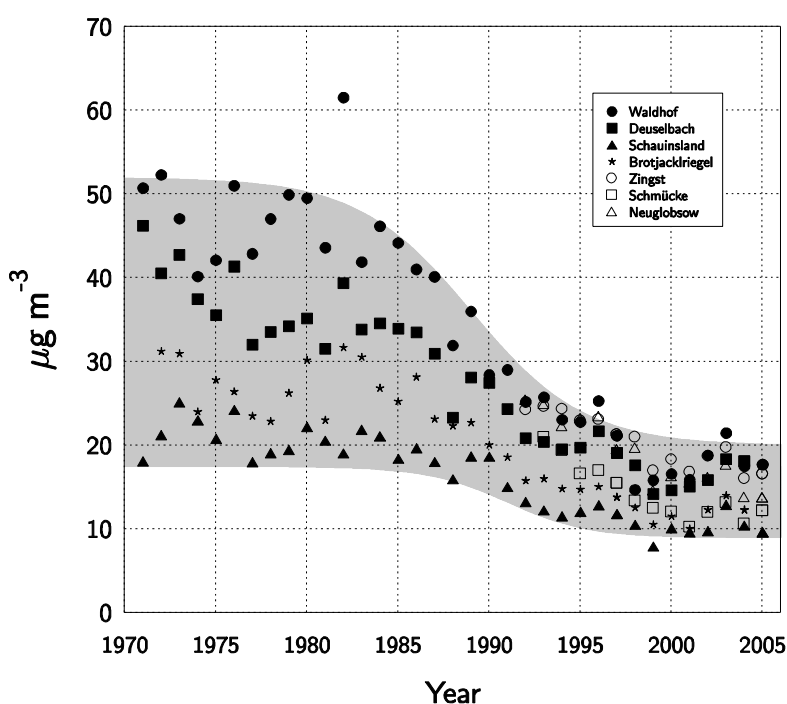 70
60
50
40
30
20
10
0
μg m-3
Waldhof
Deuselbach
Schauinsland
Brotjacklriegel
Zingst
Schmücke
Neuglobsow
1970 1975 1980 1985 1990 1995 2000 2005
Year